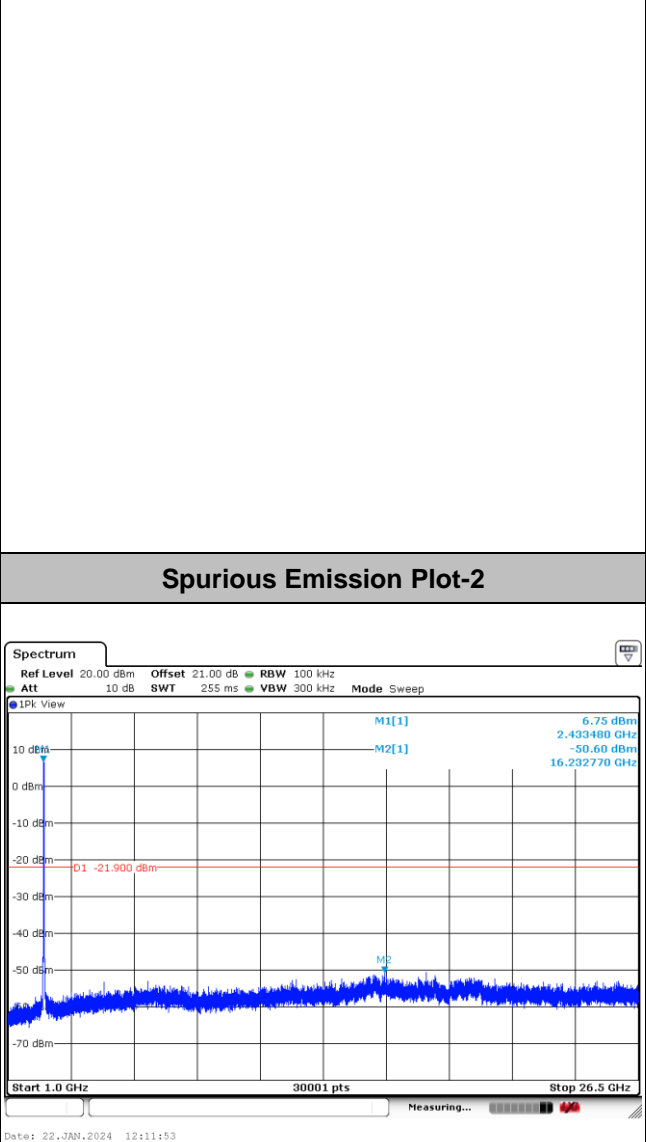 Spurious Emission Plot-2
Spectrum
Ref Level 20.00 dBm Offset 21.00 dB RBW 100 kHz
Att 10 dB SWT 255 ms VBW 300 kHz Mode Sweep
1Pk View
M1[1] 6.75 dBm
2.433480 GHz
10 dBm M1 M2[1] -50.60 dBm
16.232770 GHz
0 dBm
-10 dBm
-20 dBm
D1 -21.900 dBm
-30 dBm
-40 dBm
M2
-50 dBm
-70 dBm
Start 1.0 GHz 30001 pts Stop 26.5 GHz
Measuring...
Date: 22.JAN.2024 12:11:53